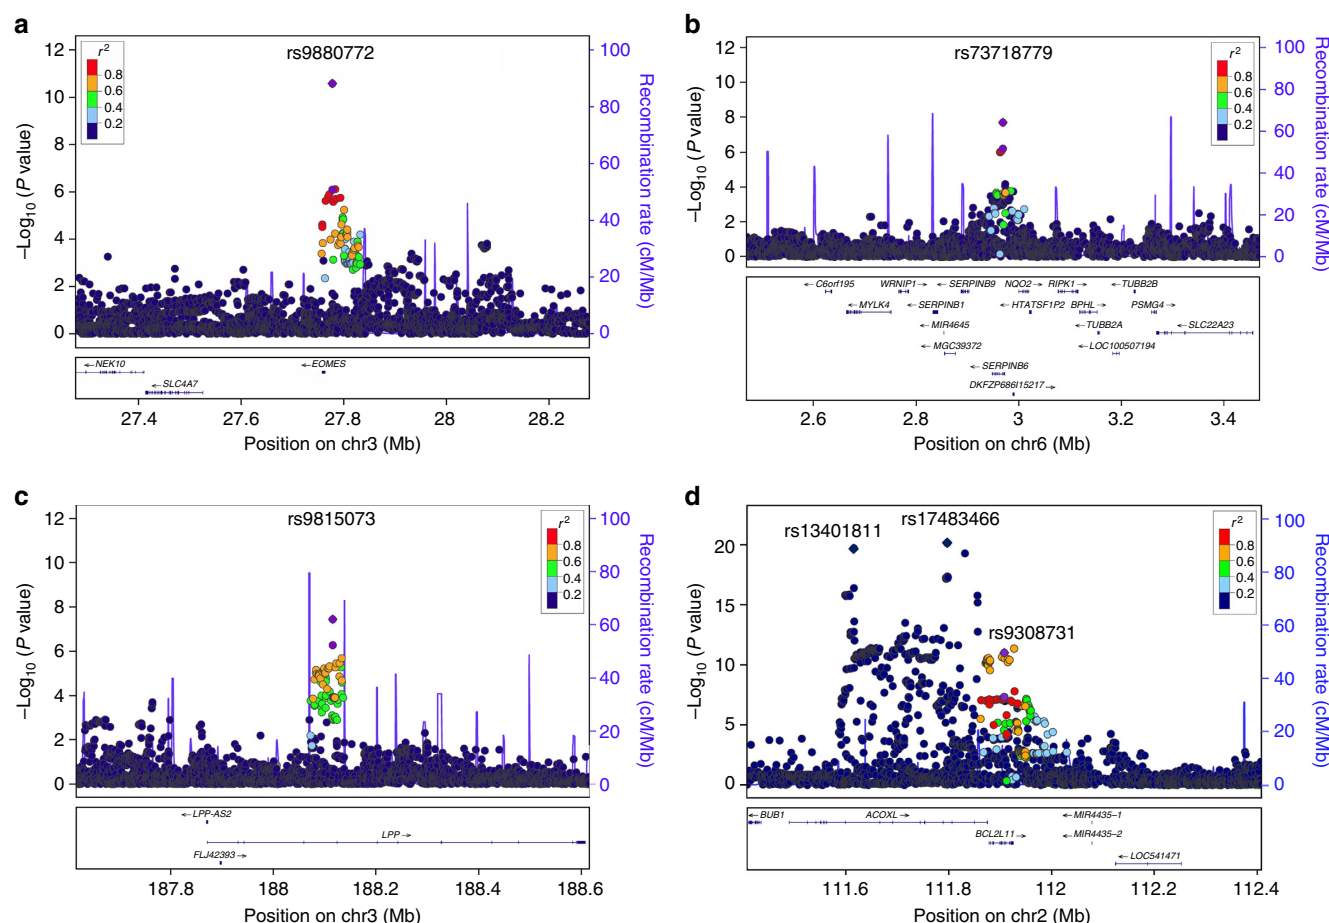 a
rs9880772
r2
0.8
0.6
0.4
0.2
12
10
8
6
4
2
0
–Log10 (P value)
100
80
60
40
20
0
Recombination rate (cM/Mb)
←NEK10
←SLC4A7
←EOMES
27.4 27.6 27.8 28 28.2
Position on chr3 (Mb)
b
rs73718779
r2
0.8
0.6
0.4
0.2
12
10
8
6
4
2
0
–Log10 (P value)
100
80
60
40
20
0
Recombination rate (cM/Mb)
←C6orf195 WRNIP1→ ←SERPINB9 NQO2→ RIPK1→ ←TUBB2B
←MYLK4 ←SERPINB1 ←HTATSF1P2 BPHL→ PSMG4→
←MIR4645 ←TUBB2A ←SLC22A23
←MGC39372 ←LOC100507194
←SERPINB6
DKFZP686I15217→
2.6 2.8 3 3.2 3.4
Position on chr6 (Mb)
c
rs9815073
r2
0.8
0.6
0.4
0.2
12
10
8
6
4
2
0
–Log10 (P value)
100
80
60
40
20
0
Recombination rate (cM/Mb)
←LPP-AS2
LPP→
FLJ42393→
187.8 188 188.2 188.4 188.6
Position on chr3 (Mb)
d
rs13401811
rs17483466
rs9308731
r2
0.8
0.6
0.4
0.2
20
15
10
5
0
–Log10 (P value)
100
80
60
40
20
0
Recombination rate (cM/Mb)
←BUB1 ACOXL→ ←MIR4435-1
BCL2L11→ ←MIR4435-2
←LOC541471
111.6 111.8 112 112.2 112.4
Position on chr2 (Mb)